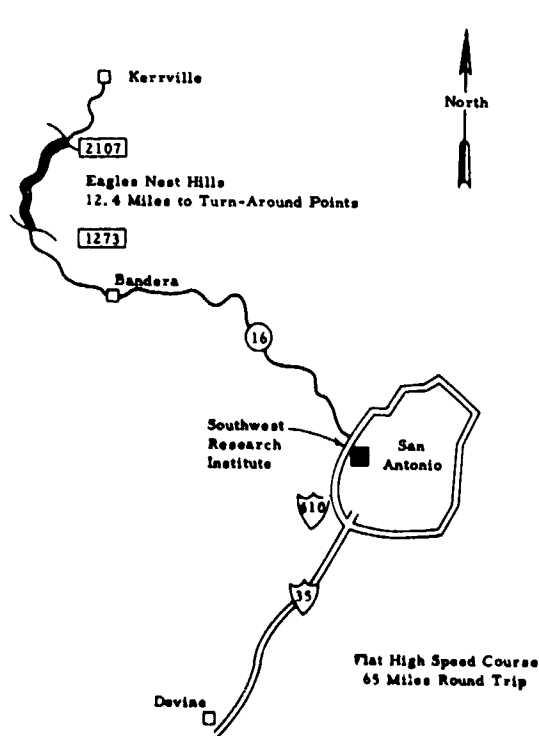 Kerrville
North
2107
Eagles Nest Hills
12.4 Miles to Turn-Around Points
1273
Bandera
16
Southwest
Research
Institute
San
Antonio
410
35
Flat High Speed Course
65 Miles Round Trip
Devine